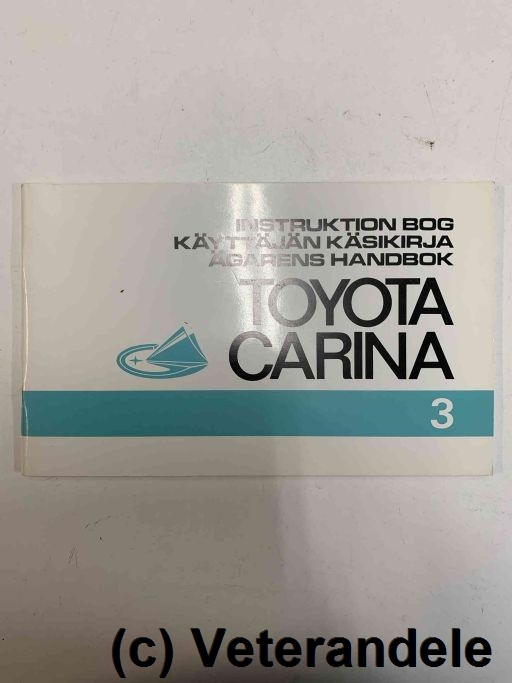 INSTRUKTION BOG
KÄYTTÄJÄN KÄSIKIRJA
ÄGARENS HANDBOK
TOYOTA
CARINA
3
(c) Veterandele